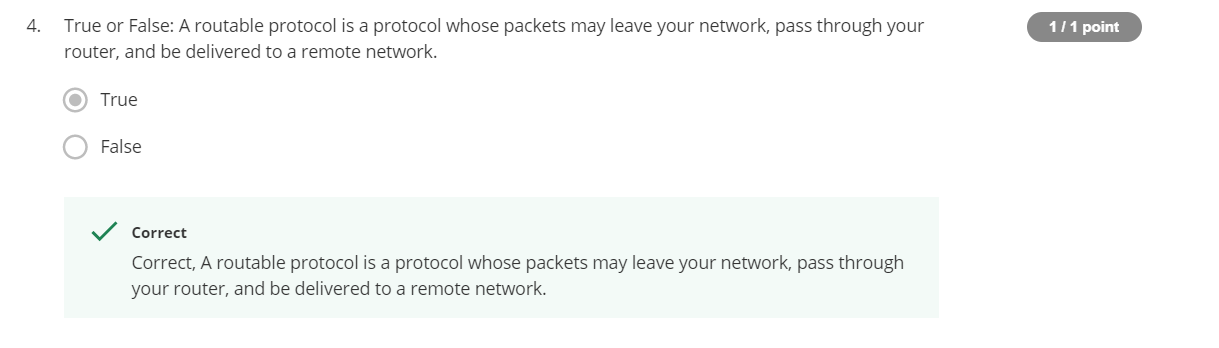 4. True or False: A routable protocol is a protocol whose packets may leave your network, pass through your
router, and be delivered to a remote network.
1 / 1 point
True
False
Correct
Correct, A routable protocol is a protocol whose packets may leave your network, pass through
your router, and be delivered to a remote network.